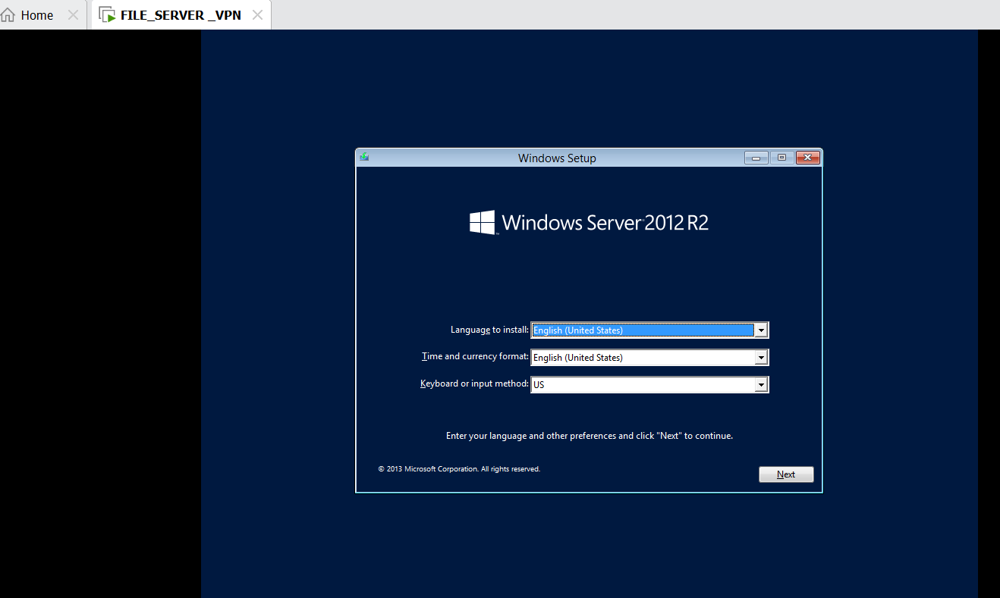 Home
FILE_SERVER _VPN
Windows Setup
Windows Server 2012 R2
Language to install: English (United States)
Time and currency format: English (United States)
Keyboard or input method: US
Enter your language and other preferences and click "Next" to continue.
© 2013 Microsoft Corporation. All rights reserved.
Next